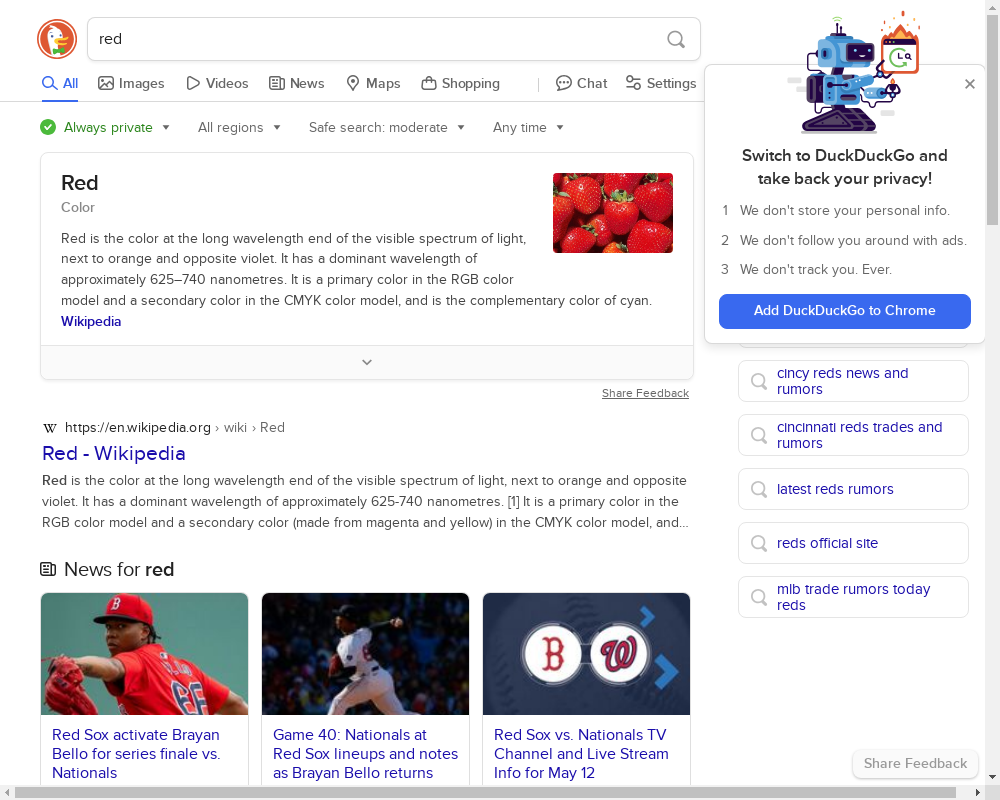 red
All
Images
Videos
News
Maps
Shopping
Chat
Settings
Always private
All regions
Safe search: moderate
Any time
Red
Color
Red is the color at the long wavelength end of the visible spectrum of light,
next to orange and opposite violet. It has a dominant wavelength of
approximately 625–740 nanometres. It is a primary color in the RGB color
model and a secondary color in the CMYK color model, and is the complementary color of cyan.
Wikipedia
Share Feedback
W https://en.wikipedia.org › wiki › Red
Red - Wikipedia
Red is the color at the long wavelength end of the visible spectrum of light, next to orange and opposite
violet. It has a dominant wavelength of approximately 625-740 nanometres. [1] It is a primary color in the
RGB color model and a secondary color (made from magenta and yellow) in the CMYK color model, and...
News for red
B
66
B W
Red Sox activate Brayan
Bello for series finale vs.
Nationals
Game 40: Nationals at
Red Sox lineups and notes
as Brayan Bello returns
Red Sox vs. Nationals TV
Channel and Live Stream
Info for May 12
Switch to DuckDuckGo and
take back your privacy!
1 We don't store your personal info.
2 We don't follow you around with ads.
3 We don't track you. Ever.
Add DuckDuckGo to Chrome
cincy reds news and
rumors
cincinnati reds trades and
rumors
latest reds rumors
reds official site
mlb trade rumors today
reds
Share Feedback